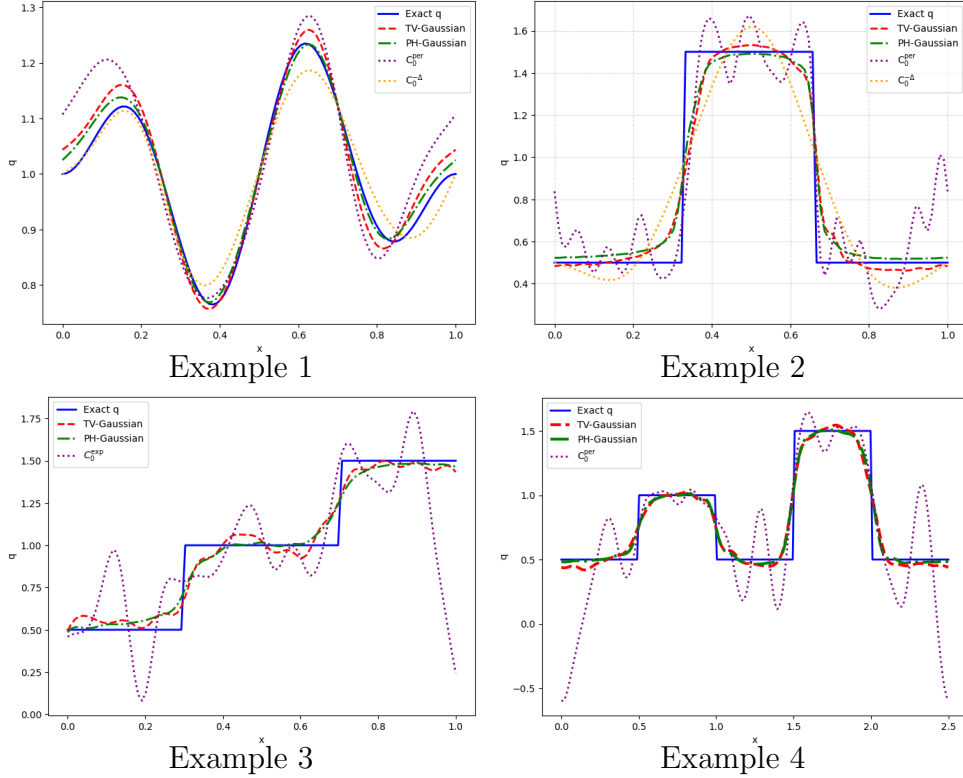 1.3
1.2
1.1
1.0
0.9
0.8
q
0.0
0.2
0.4
0.6
0.8
1.0
x
Exact q
TV-Gaussian
PH-Gaussian
C₀ᵖᵉʳ
C₀⁻ᐃ
Example 1
1.6
1.4
1.2
1.0
0.8
0.6
0.4
q
0.0
0.2
0.4
0.6
0.8
1.0
x
Exact q
TV-Gaussian
PH-Gaussian
C₀ᵖᵉʳ
C₀⁻ᐃ
Example 2
1.75
1.50
1.25
1.00
0.75
0.50
0.25
0.00
q
0.0
0.2
0.4
0.6
0.8
1.0
x
Exact q
TV-Gaussian
PH-Gaussian
C₀ᵉˣᵖ
Example 3
1.5
1.0
0.5
0.0
−0.5
q
0.0
0.5
1.0
1.5
2.0
2.5
x
Exact q
TV-Gaussian
PH-Gaussian
C₀ᵖᵉʳ
Example 4